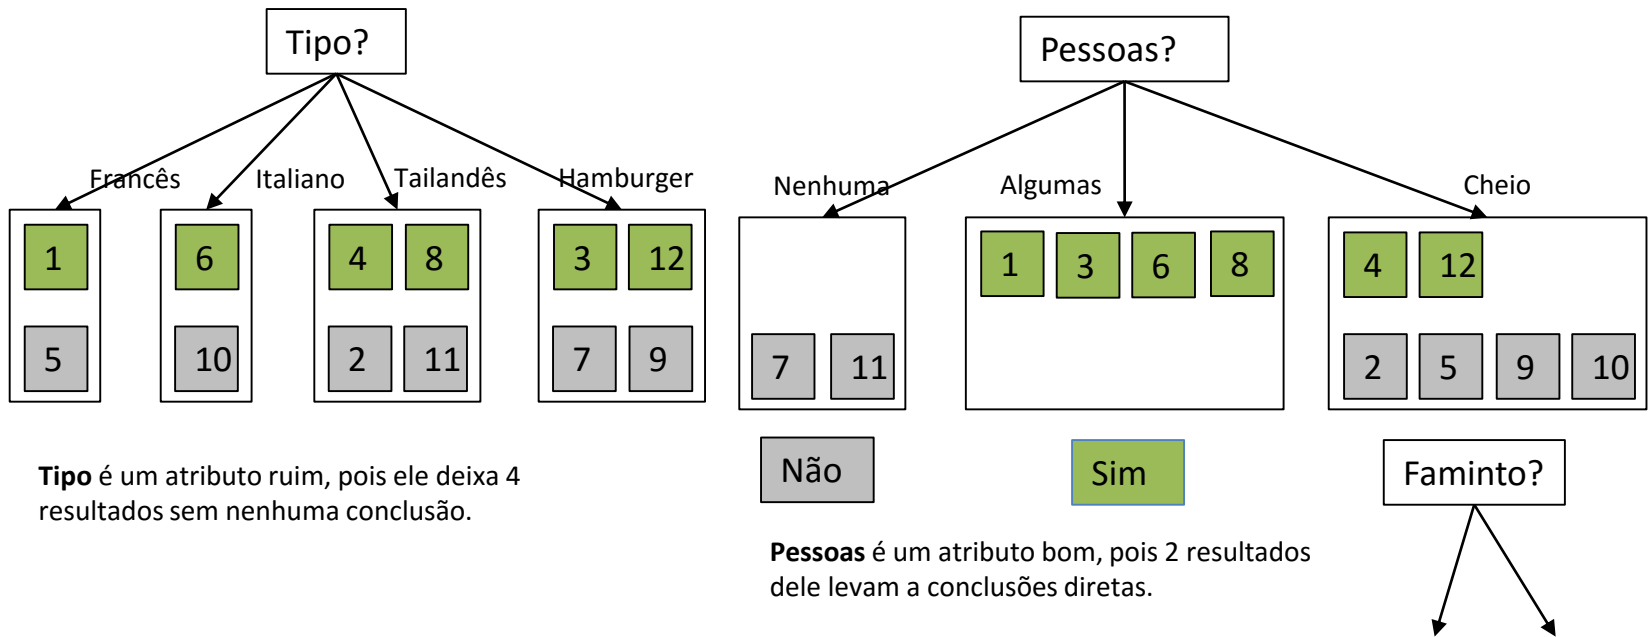 Tipo?
Francês Italiano Tailandês Hamburger
1 6 4 8 3 12
5 10 2 11 7 9
Tipo é um atributo ruim, pois ele deixa 4
resultados sem nenhuma conclusão.
Pessoas?
Nenhuma Algumas Cheio
1 3 6 8 4 12
7 11 2 5 9 10
Não Sim Faminto?
Pessoas é um atributo bom, pois 2 resultados
dele levam a conclusões diretas.